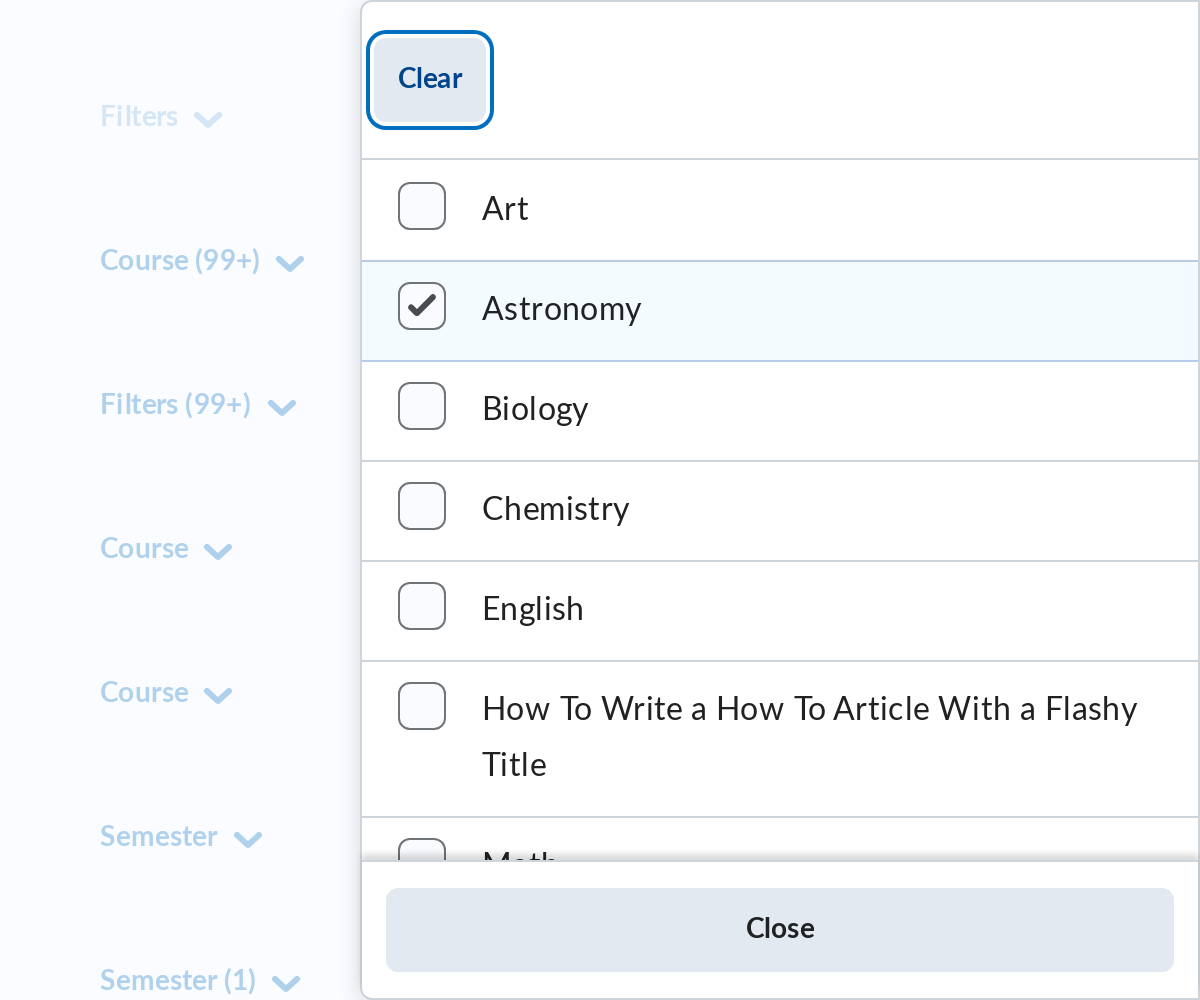 Filters
Course (99+)
Filters (99+)
Course
Course
Semester
Semester (1)
Clear
Art
Astronomy
Biology
Chemistry
English
How To Write a How To Article With a Flashy
Title
Math
Close